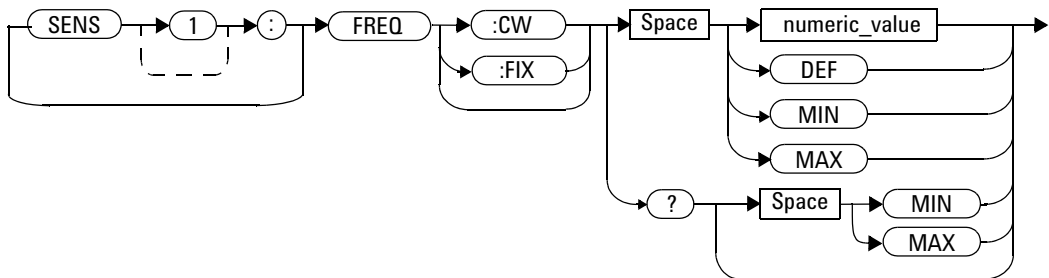 SENS 1 : FREQ :CW Space numeric_value
:FIX DEF
MIN
MAX
? Space MIN
MAX